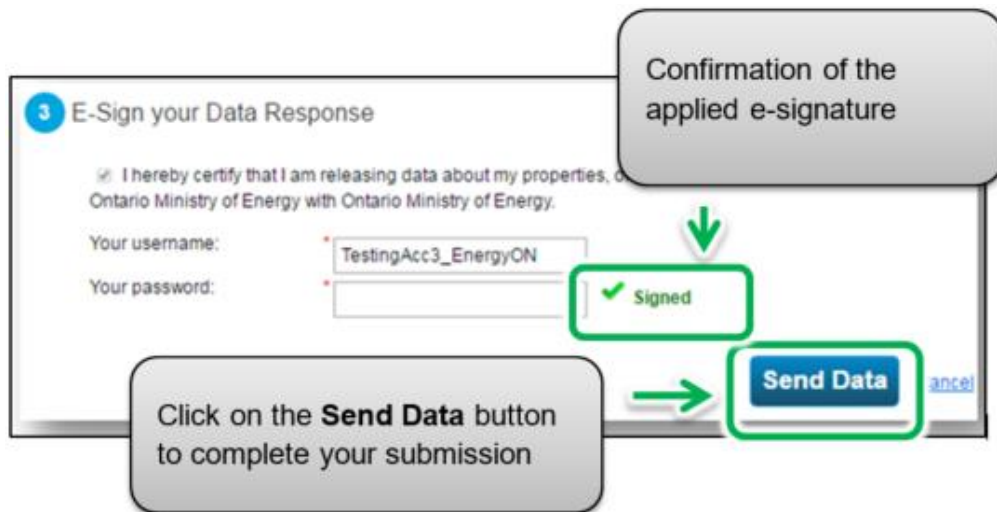 Confirmation of the
applied e-signature
3 E-Sign your Data Response
I hereby certify that I am releasing data about my properties,
Ontario Ministry of Energy with Ontario Ministry of Energy.
Your username: * TestingAcc3_EnergyON
Your password: *
Signed
Send Data
ancel
Click on the Send Data button
to complete your submission